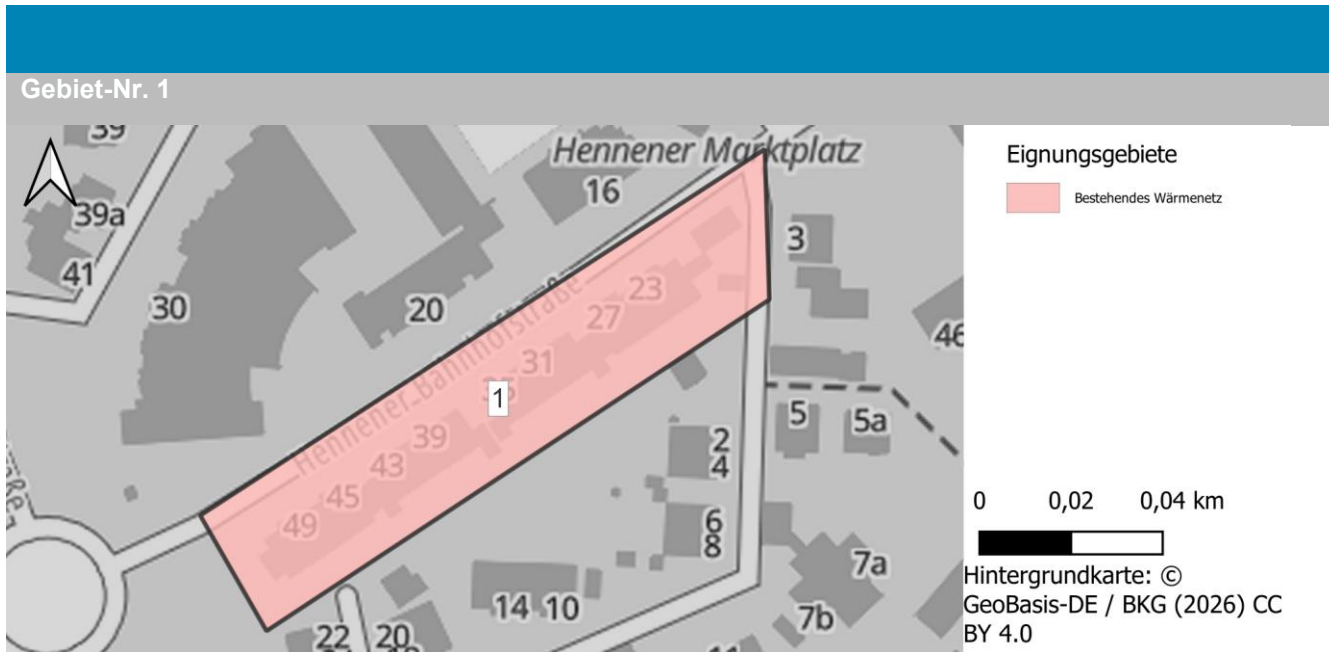 Gebiet-Nr. 1
39
Hennener Marktplatz
16
39a
41
3
30
20
23
27
46
31
Hennener Bahnhofstraße
1
39
43
45
49
2
4
5
5a
6
8
7a
14 10
7b
22 20
Eignungsgebiete
Bestehendes Wärmenetz
0 0,02 0,04 km
Hintergrundkarte: ©
GeoBasis-DE / BKG (2026) CC
BY 4.0